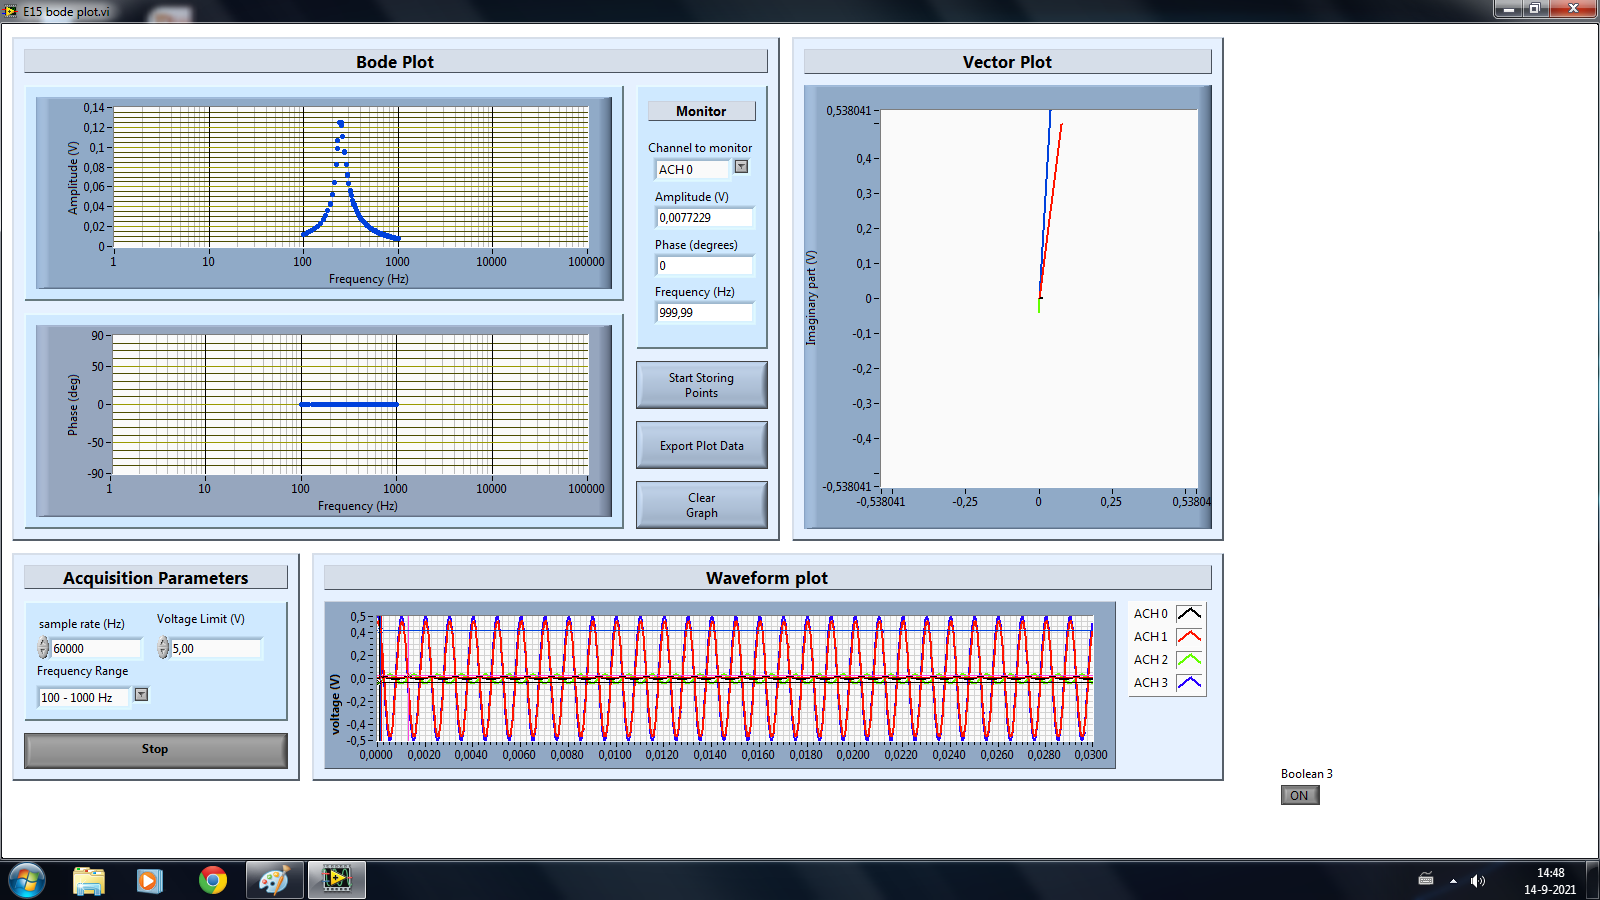 E15 bode plot.vi
Bode Plot
0,14
0,12
0,1
0,08
0,06
0,04
0,02
0
Amplitude (V)
1 10 100 1000 10000 100000
Frequency (Hz)
90
50
0
-50
-90
Phase (deg)
1 10 100 1000 10000 100000
Frequency (Hz)
Monitor
Channel to monitor
ACH 0
Amplitude (V)
0,0077229
Phase (degrees)
0
Frequency (Hz)
999,99
Start Storing
Points
Export Plot Data
Clear
Graph
Vector Plot
0,538041
0,4
0,3
0,2
0,1
0
-0,1
-0,2
-0,3
-0,4
-0,538041
Imaginary part (V)
-0,538041 -0,25 0 0,25 0,53804
Acquisition Parameters
sample rate (Hz)
60000
Voltage Limit (V)
5,00
Frequency Range
100 - 1000 Hz
Stop
Waveform plot
0,5
0,4
0,2
0,0
-0,2
-0,4
-0,5
voltage (V)
0,0000 0,0020 0,0040 0,0060 0,0080 0,0100 0,0120 0,0140 0,0160 0,0180 0,0200 0,0220 0,0240 0,0260 0,0280 0,0300
ACH 0
ACH 1
ACH 2
ACH 3
Boolean 3
ON
14:48
14-9-2021